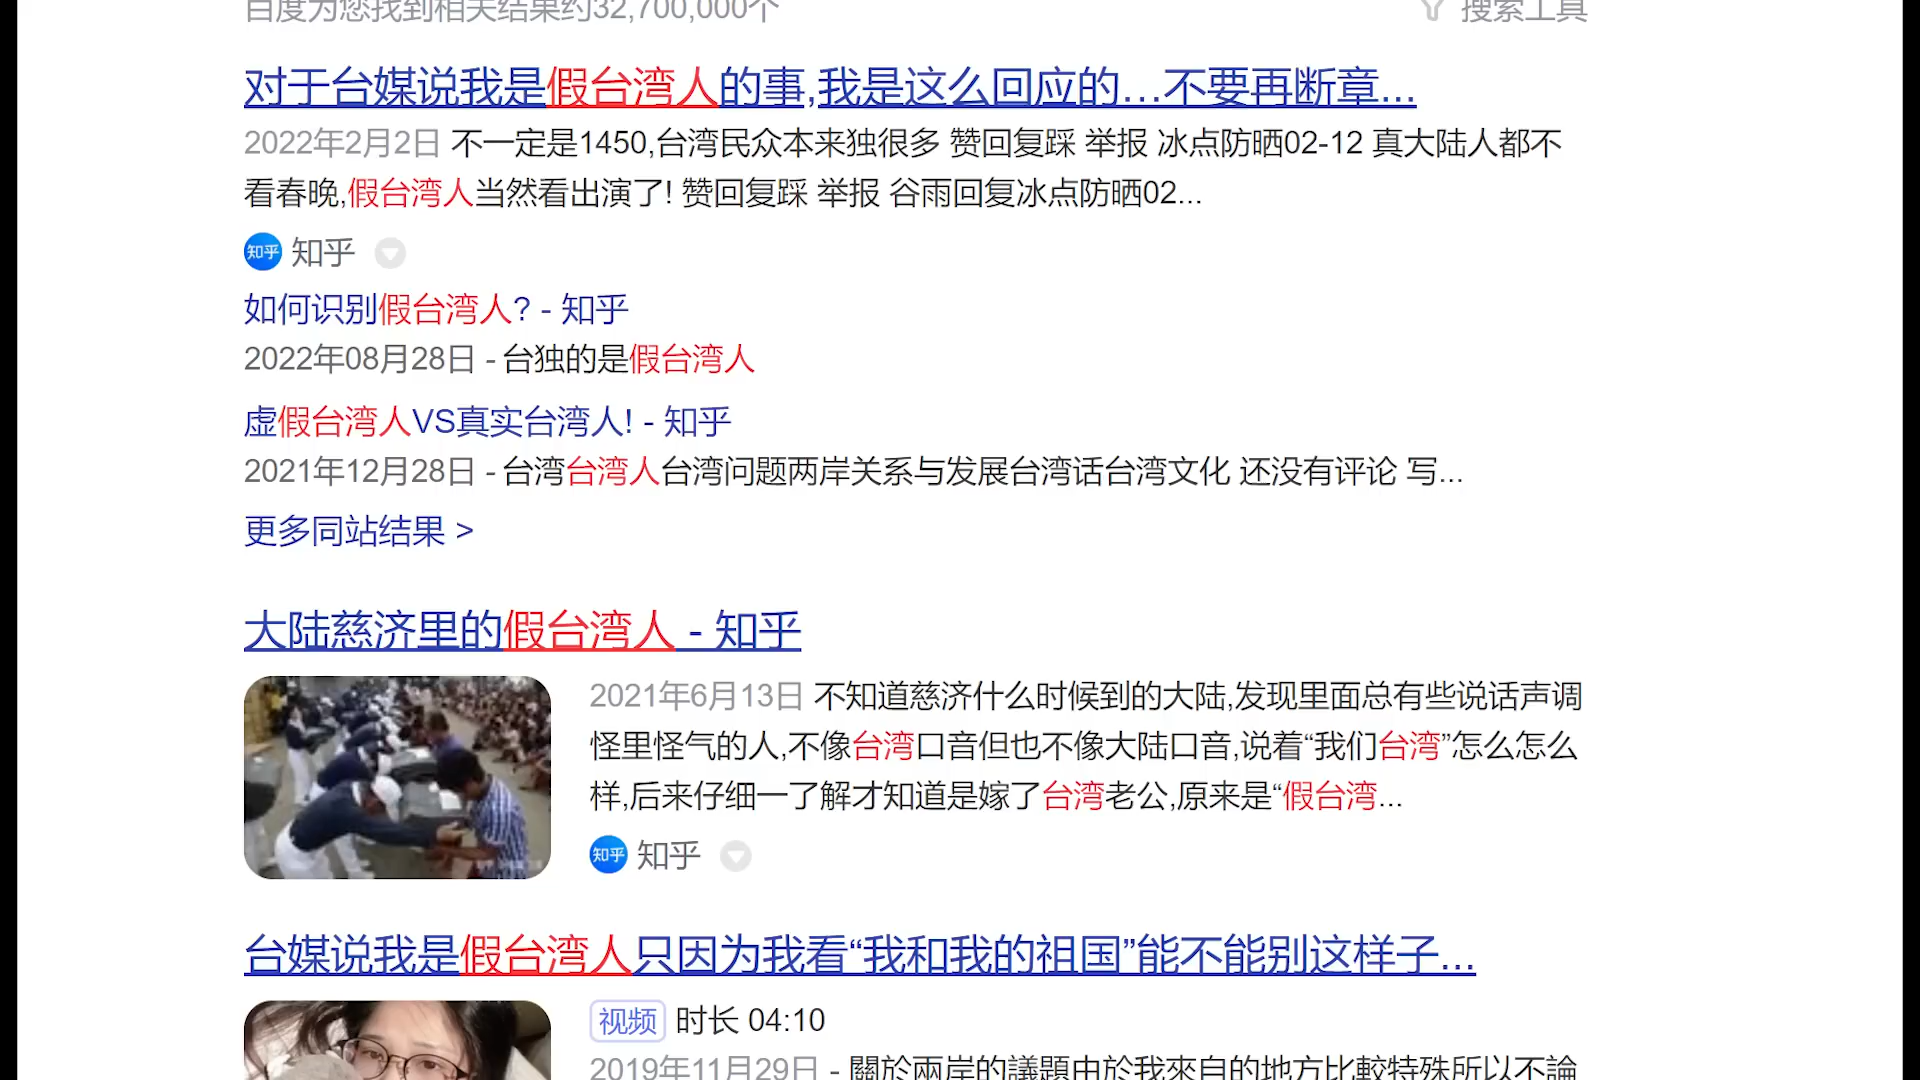 百度为您找到相关结果约32,700,000个
搜索工具
对于台媒说我是假台湾人的事,我是这么回应的...不要再断章...
2022年2月2日 不一定是1450,台湾民众本来独很多 赞回复踩 举报 冰点防晒02-12 真大陆人都不
看春晚,假台湾人当然看出演了! 赞回复踩 举报 谷雨回复冰点防晒02...
知乎 知乎
如何识别假台湾人? - 知乎
2022年08月28日 - 台独的是假台湾人
虚假台湾人VS真实台湾人! - 知乎
2021年12月28日 - 台湾台湾人台湾问题两岸关系与发展台湾话台湾文化 还没有评论 写...
更多同站结果 >
大陆慈济里的假台湾人 - 知乎
2021年6月13日 不知道慈济什么时候到的大陆,发现里面总有些说话声调
怪里怪气的人,不像台湾口音但也不像大陆口音,说着“我们台湾”怎么怎么
样,后来仔细一了解才知道是嫁了台湾老公,原来是“假台湾...
知乎 知乎
台媒说我是假台湾人只因为我看“我和我的祖国”能不能别这样子...
视频 时长 04:10
2019年11月29日 - 關於兩岸的議題由於我來自的地方比較特殊所以不論